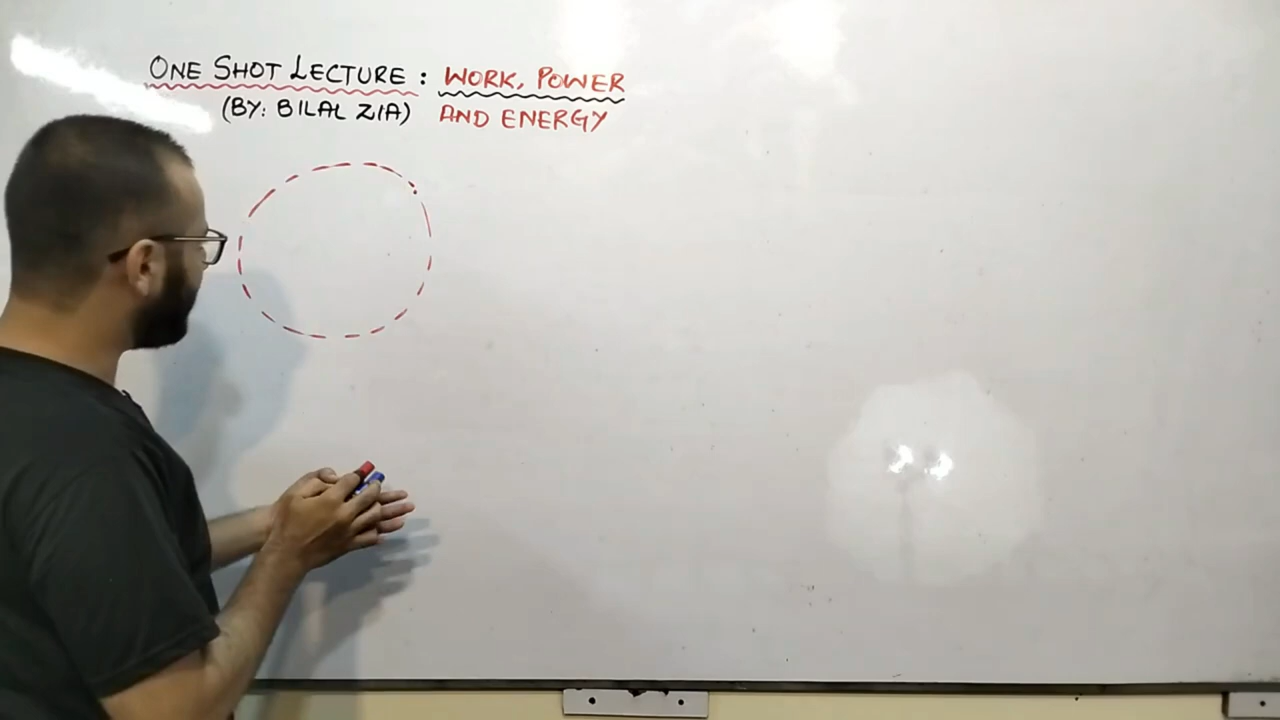 ONE SHOT LECTURE : WORK, POWER
(BY: BILAL ZIA) AND ENERGY